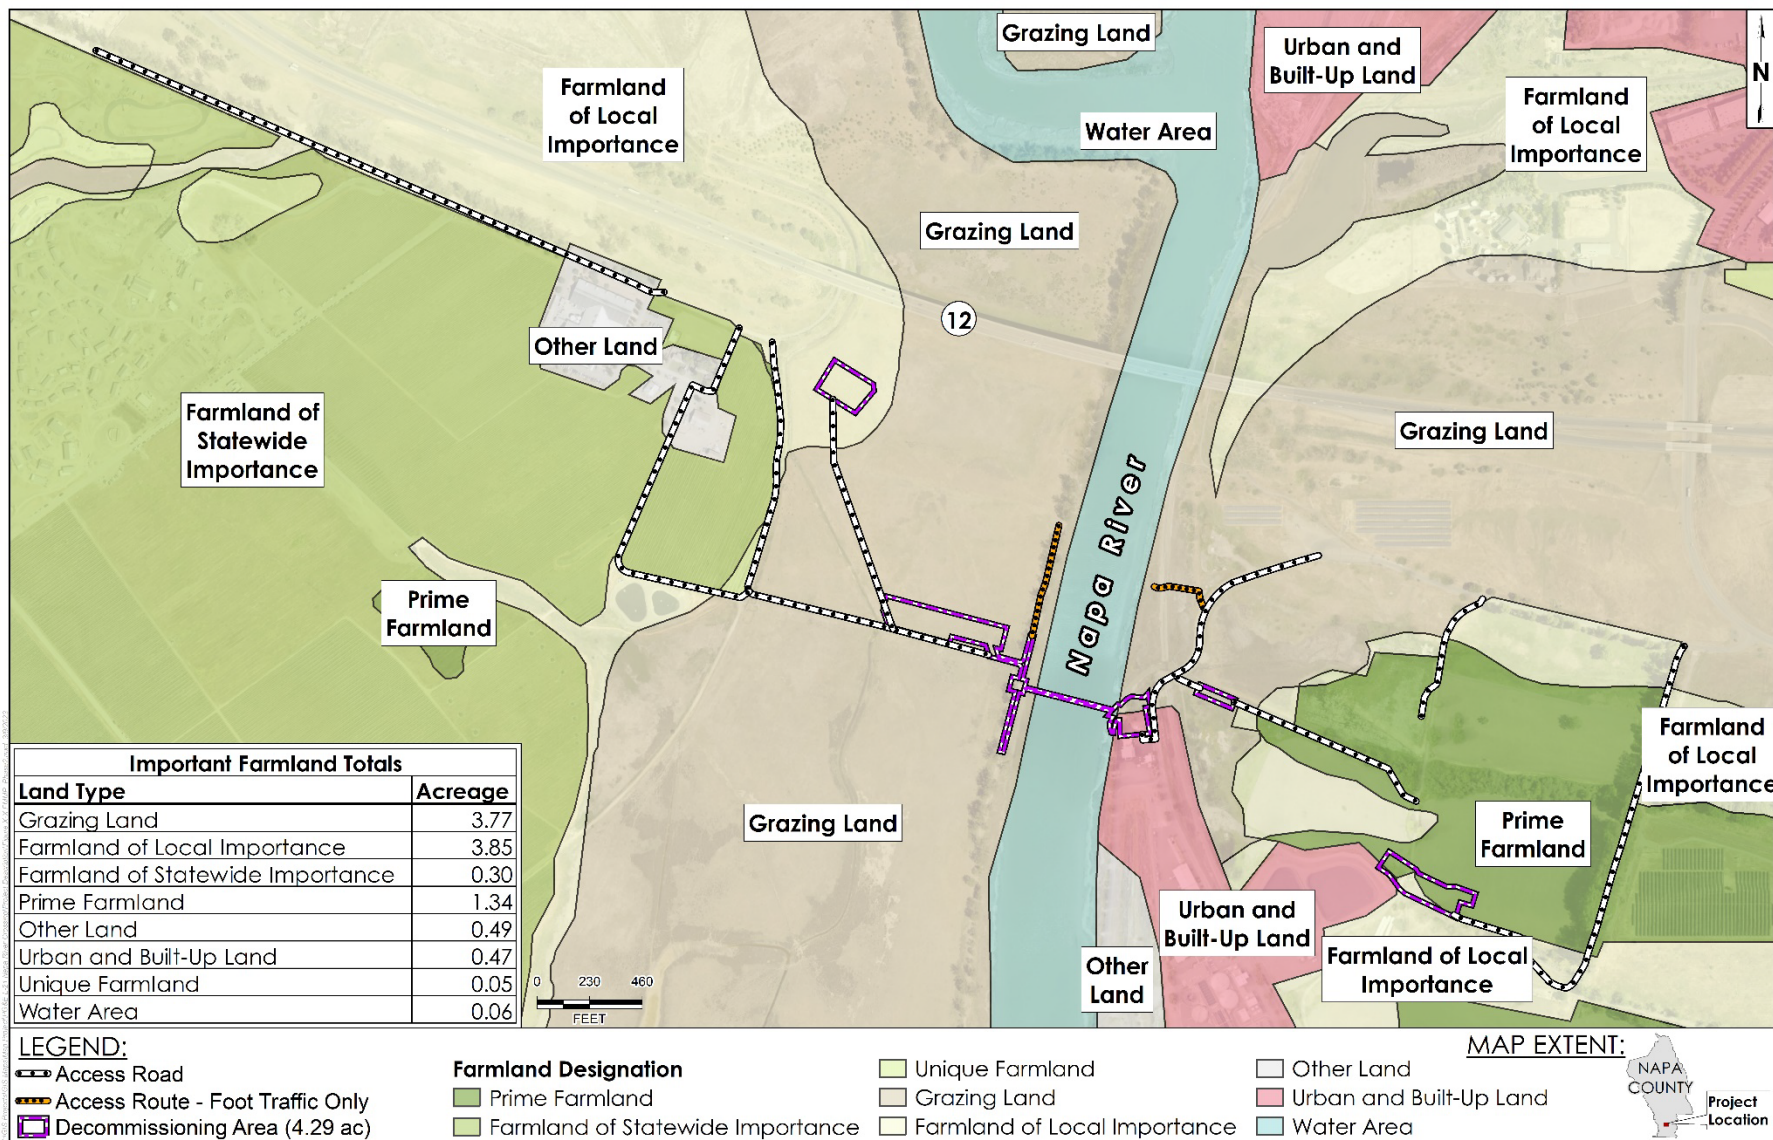 Grazing Land
Urban and
Built-Up Land
N
Farmland
of Local
Importance
Farmland
of Local
Importance
Water Area
Grazing Land
12
Other Land
Farmland of
Statewide
Importance
Grazing Land
Napa River
Prime
Farmland
Farmland
of Local
Importance
Grazing Land
Prime
Farmland
Urban and
Built-Up Land
Farmland of Local
Importance
Other
Land
Important Farmland Totals
Land Type Acreage
Grazing Land 3.77
Farmland of Local Importance 3.85
Farmland of Statewide Importance 0.30
Prime Farmland 1.34
Other Land 0.49
Urban and Built-Up Land 0.47
Unique Farmland 0.05
Water Area 0.06
0 230 460
FEET
LEGEND:
Access Road
Access Route - Foot Traffic Only
Decommissioning Area (4.29 ac)
Farmland Designation
Prime Farmland
Farmland of Statewide Importance
Unique Farmland
Grazing Land
Farmland of Local Importance
Other Land
Urban and Built-Up Land
Water Area
MAP EXTENT:
NAPA
COUNTY
Project
Location